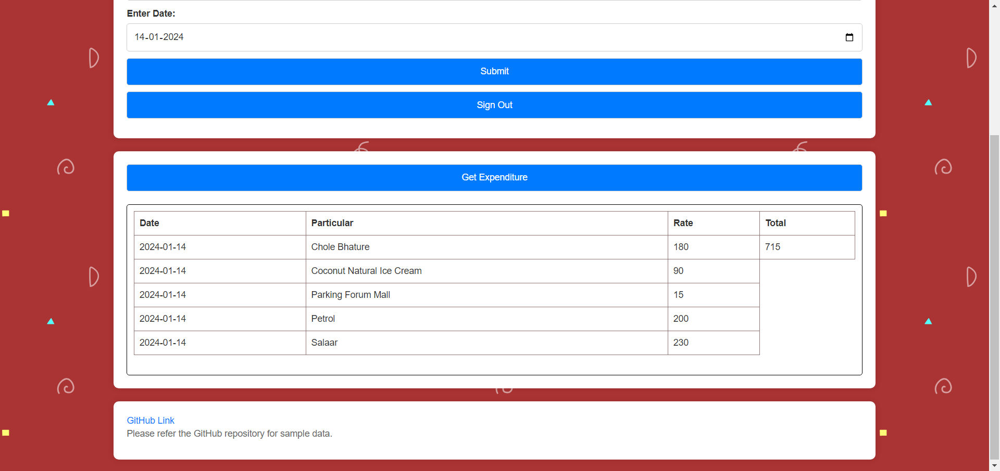 Enter Date:
14-01-2024
Submit
Sign Out
Get Expenditure
Date Particular Rate Total
2024-01-14 Chole Bhature 180 715
2024-01-14 Coconut Natural Ice Cream 90
2024-01-14 Parking Forum Mall 15
2024-01-14 Petrol 200
2024-01-14 Salaar 230
GitHub Link
Please refer the GitHub repository for sample data.